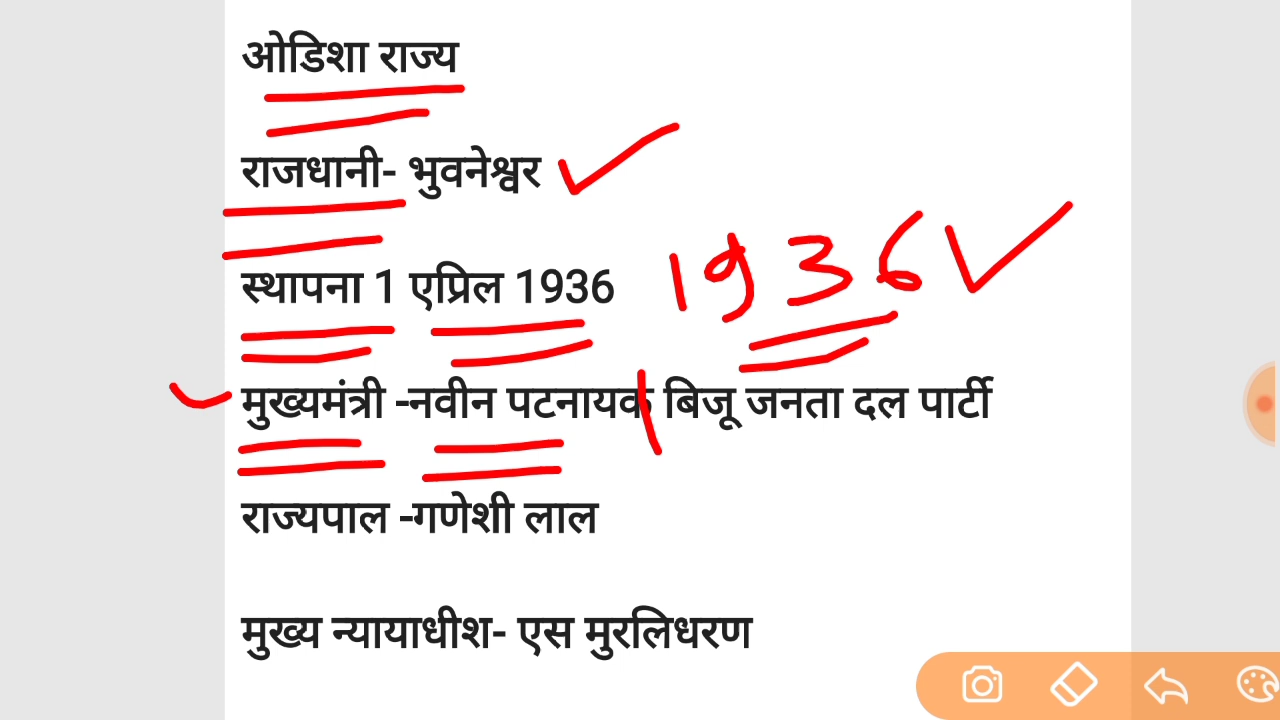 ओडिशा राज्य
राजधानी- भुवनेश्वर
स्थापना 1 एप्रिल 1936 1936
मुख्यमंत्री -नवीन पटनायक बिजू जनता दल पार्टी
राज्यपाल -गणेशी लाल
मुख्य न्यायाधीश- एस मुरलिधरण